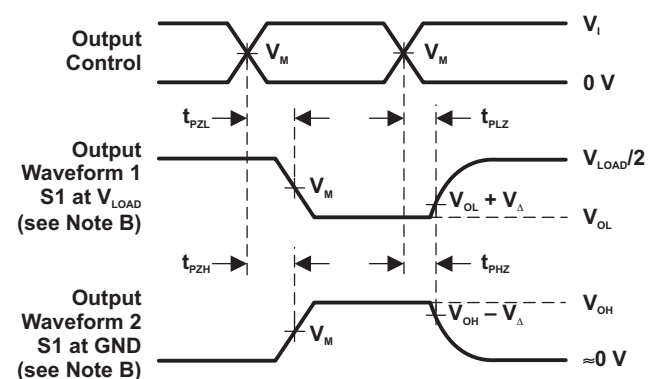 Output
Control
V_M
V_M
V_I
0 V
t_PZL
t_PLZ
Output
Waveform 1
S1 at V_LOAD
(see Note B)
V_M
V_LOAD/2
V_OL + V_Δ
V_OL
t_PZH
t_PHZ
Output
Waveform 2
S1 at GND
(see Note B)
V_M
V_OH
V_OH – V_Δ
≈0 V